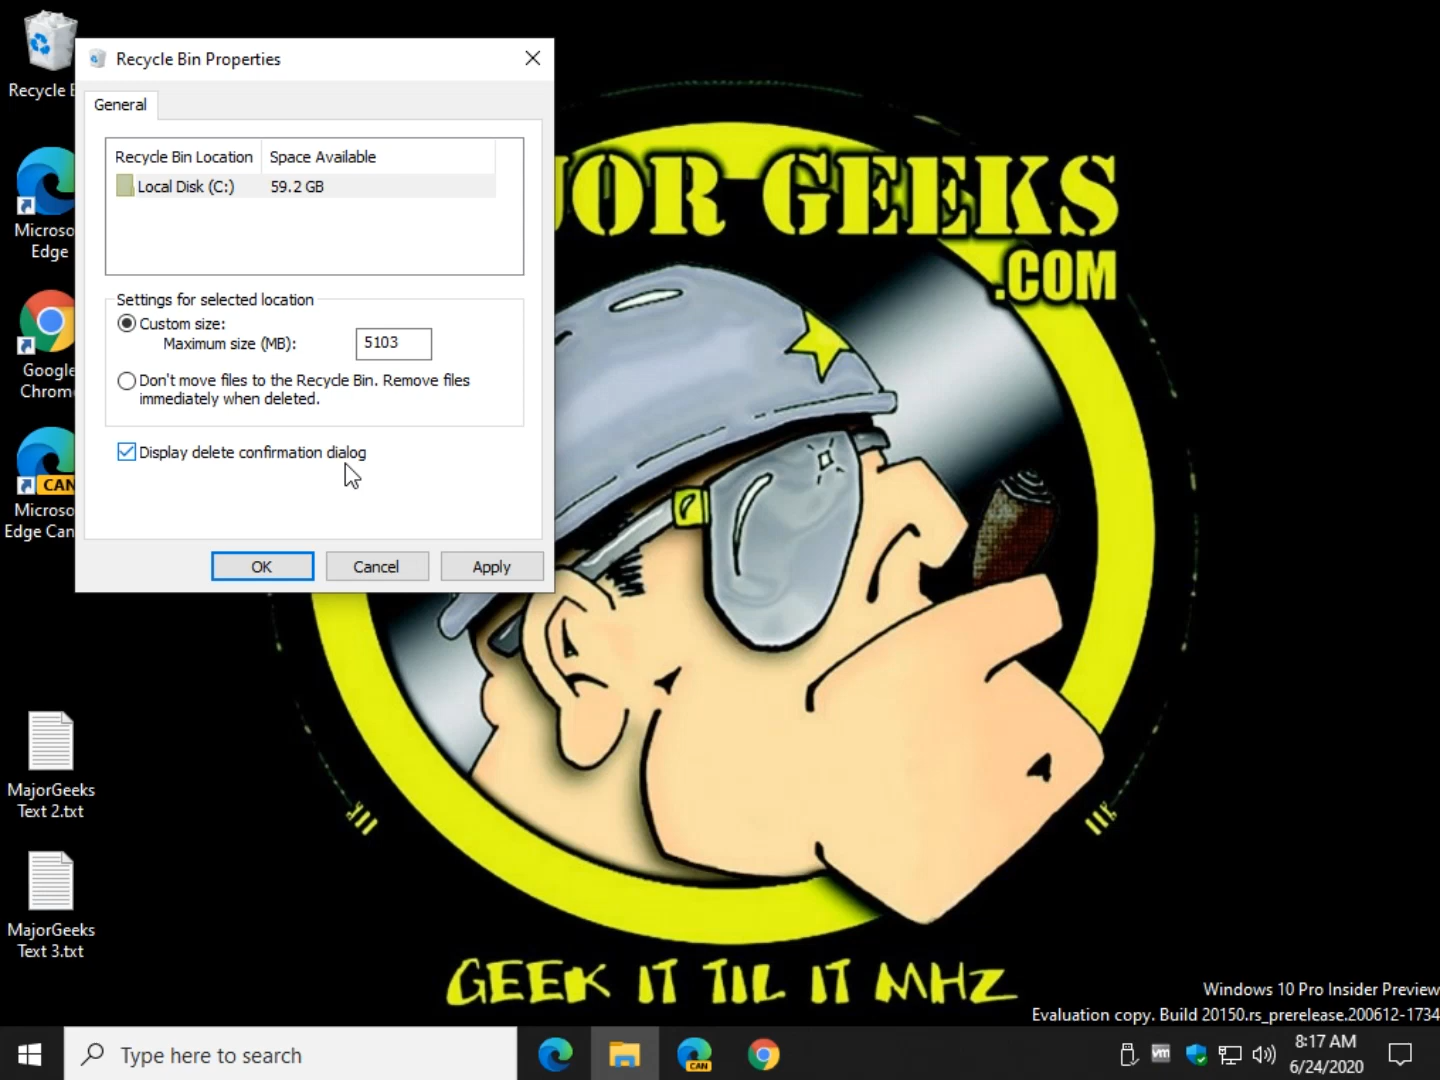 Recycle Bin Properties
General
Recycle Bin Location
Space Available
Local Disk (C:)
59.2 GB
Settings for selected location
Custom size:
Maximum size (MB):
5103
Don't move files to the Recycle Bin. Remove files
immediately when deleted.
Display delete confirmation dialog
OK
Cancel
Apply
Recycle
Microso
Edge
Google
Chrom
CAN
Microso
Edge Can
MajorGeeks
Text 2.txt
MajorGeeks
Text 3.txt
JOR GEEKS
.COM
GEEK IT TIL IT MHZ
Windows 10 Pro Insider Preview
Evaluation copy. Build 20150.rs_prerelease.200612-1734
Type here to search
CAN
vm
8:17 AM
6/24/2020